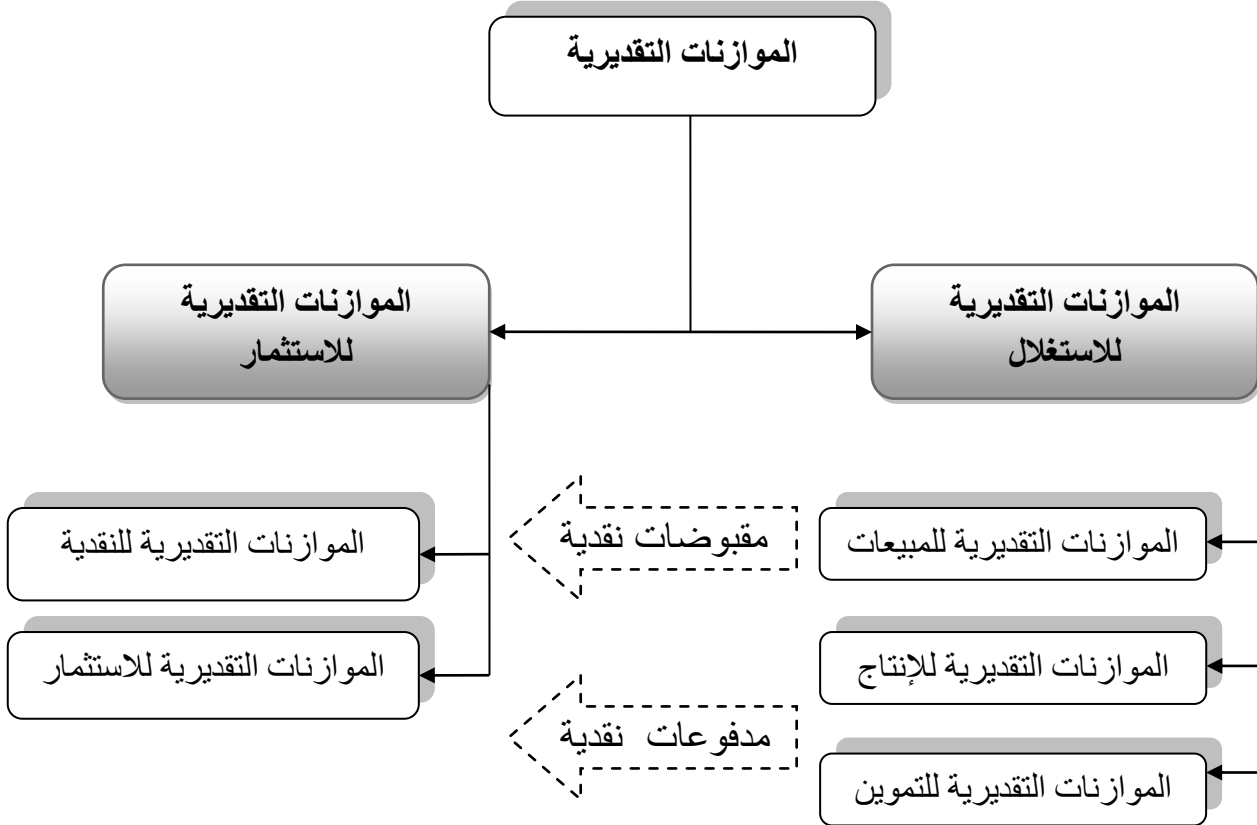 الموازنات التقديرية
الموازنات التقديرية
للاستغلال
الموازنات التقديرية
للاستثمار
الموازنات التقديرية للمبيعات
مقبوضات نقدية
الموازنات التقديرية للنقدية
الموازنات التقديرية للإنتاج
الموازنات التقديرية للاستثمار
مدفوعات نقدية
الموازنات التقديرية للتموين